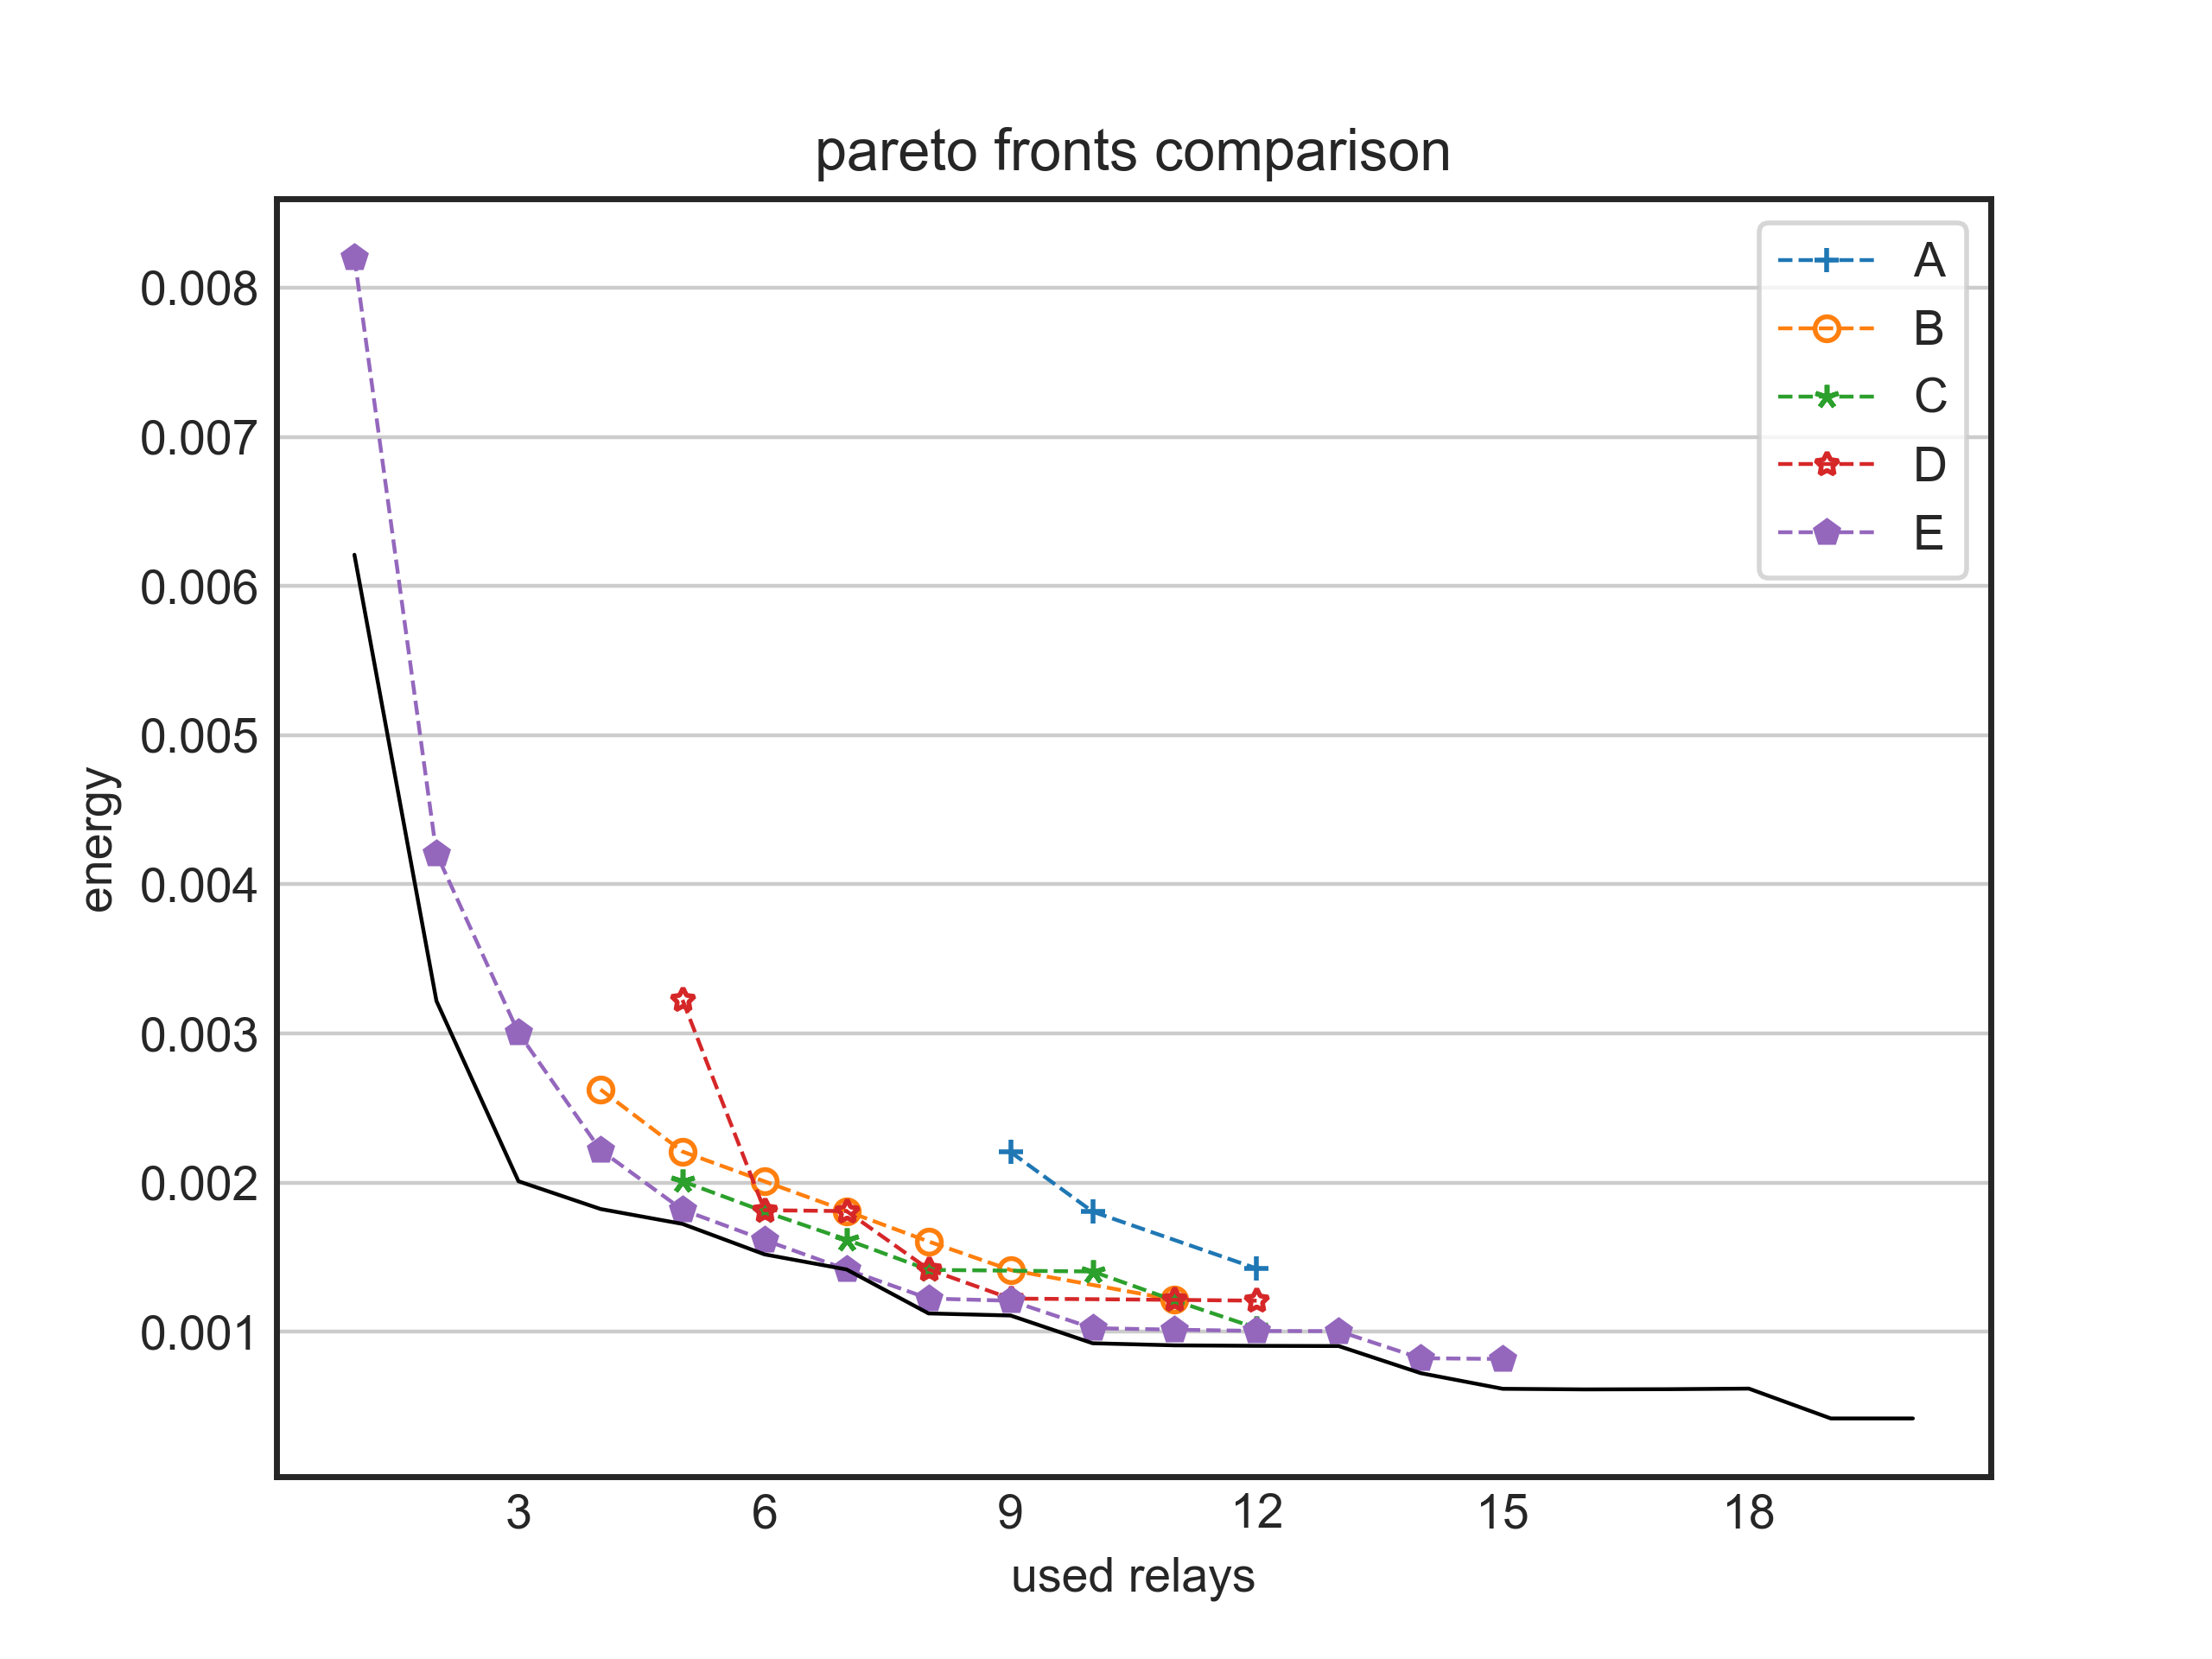 pareto fronts comparison
A
B
C
D
E
0.008
0.007
0.006
0.005
0.004
0.003
0.002
0.001
energy
3 6 9 12 15 18
used relays